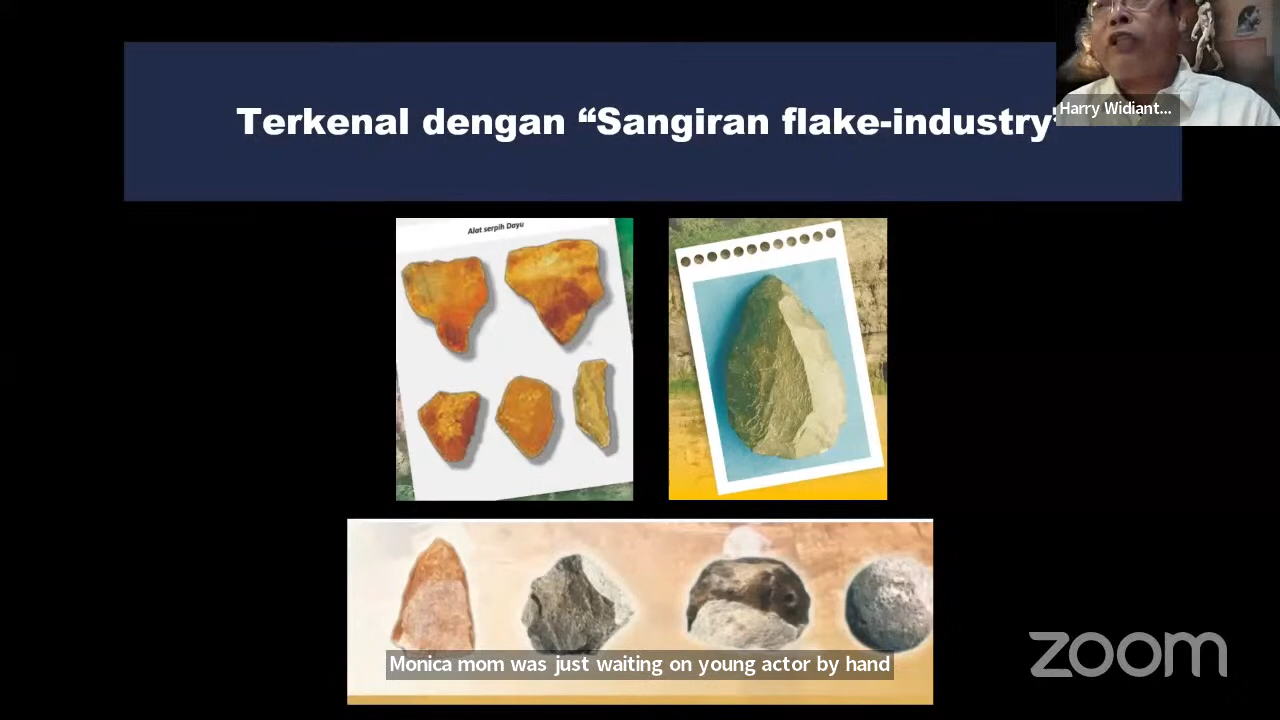 Terkenal dengan “Sangiran flake-industry”
Harry Widiant...
Alat serpih Dayu
Monica mom was just waiting on young actor by hand
zoom